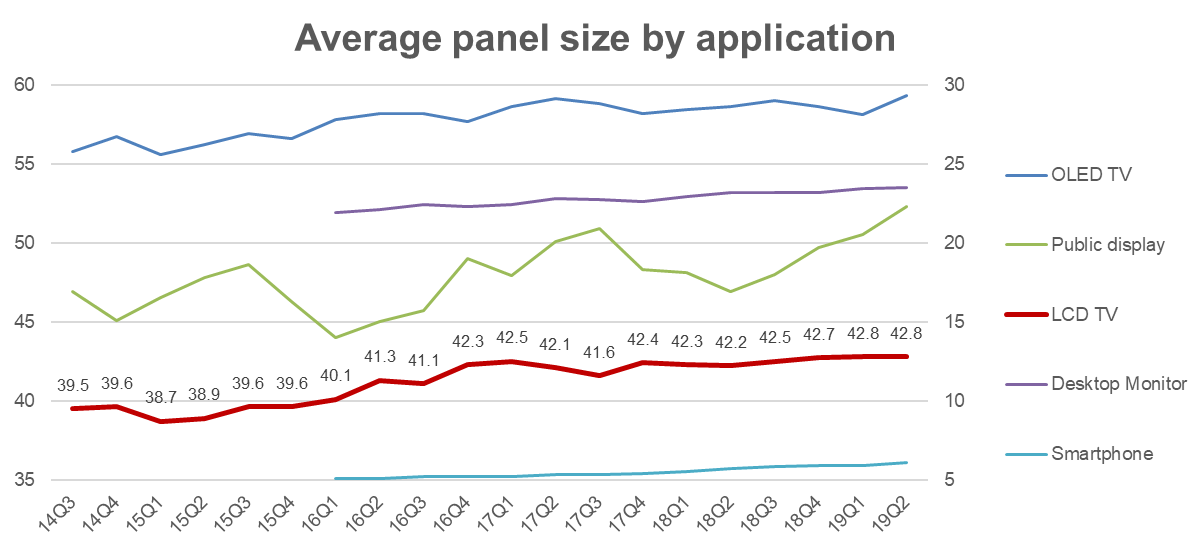 Average panel size by application
60
55
50
45
40
35
30
25
20
15
10
5
39.5
39.6
38.7
38.9
39.6
39.6
40.1
41.3
41.1
42.3
42.5
42.1
41.6
42.4
42.3
42.2
42.5
42.7
42.8
42.8
14Q3
14Q4
15Q1
15Q2
15Q3
15Q4
16Q1
16Q2
16Q3
16Q4
17Q1
17Q2
17Q3
17Q4
18Q1
18Q2
18Q3
18Q4
19Q1
19Q2
OLED TV
Public display
LCD TV
Desktop Monitor
Smartphone